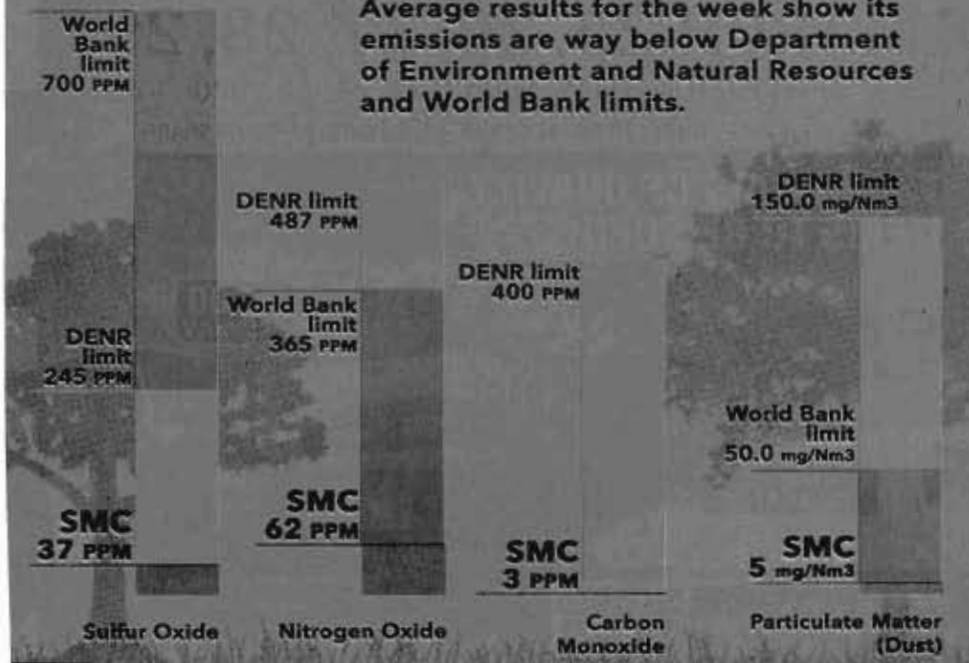 Average results for the week show its
emissions are way below Department
of Environment and Natural Resources
and World Bank limits.
World
Bank
limit
700 PPM
DENR
limit
245 PPM
SMC
37 PPM
Sulfur Oxide
DENR limit
487 PPM
World Bank
limit
365 PPM
SMC
62 PPM
Nitrogen Oxide
DENR limit
400 PPM
SMC
3 PPM
Carbon
Monoxide
DENR limit
150.0 mg/Nm3
World Bank
limit
50.0 mg/Nm3
SMC
5 mg/Nm3
Particulate Matter
(Dust)